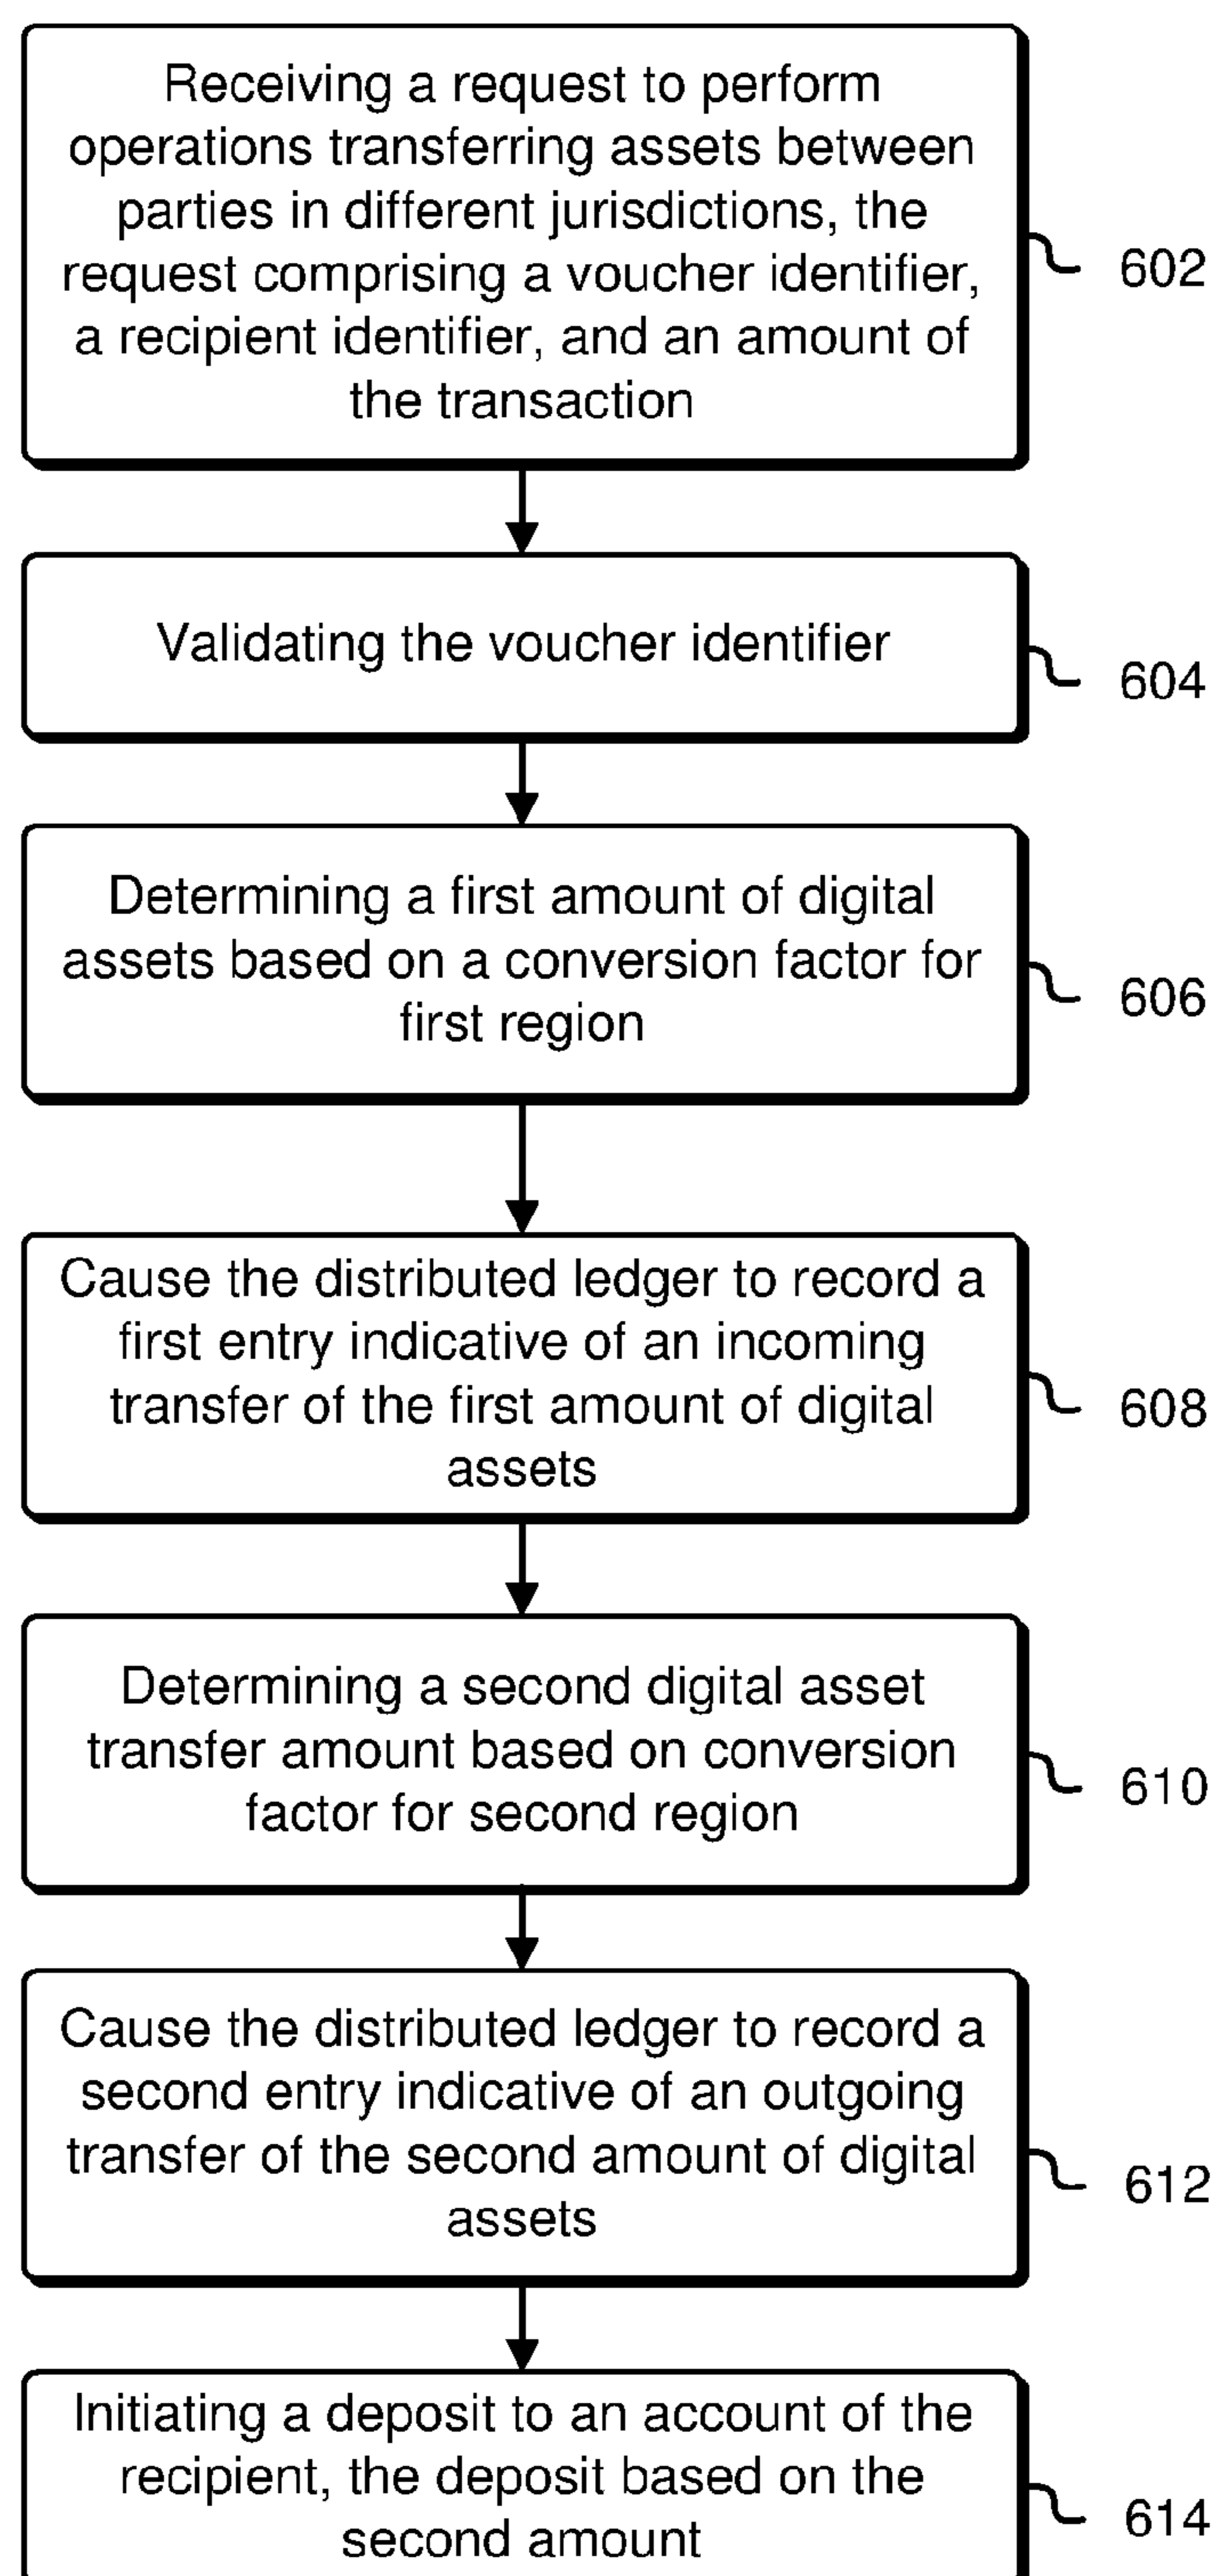 Receiving a request to perform
operations transferring assets between
parties in different jurisdictions, the
request comprising a voucher identifier,
a recipient identifier, and an amount of
the transaction
602
Validating the voucher identifier
604
Determining a first amount of digital
assets based on a conversion factor for
first region
606
Cause the distributed ledger to record a
first entry indicative of an incoming
transfer of the first amount of digital
assets
608
Determining a second digital asset
transfer amount based on conversion
factor for second region
610
Cause the distributed ledger to record a
second entry indicative of an outgoing
transfer of the second amount of digital
assets
612
Initiating a deposit to an account of the
recipient, the deposit based on the
second amount
614